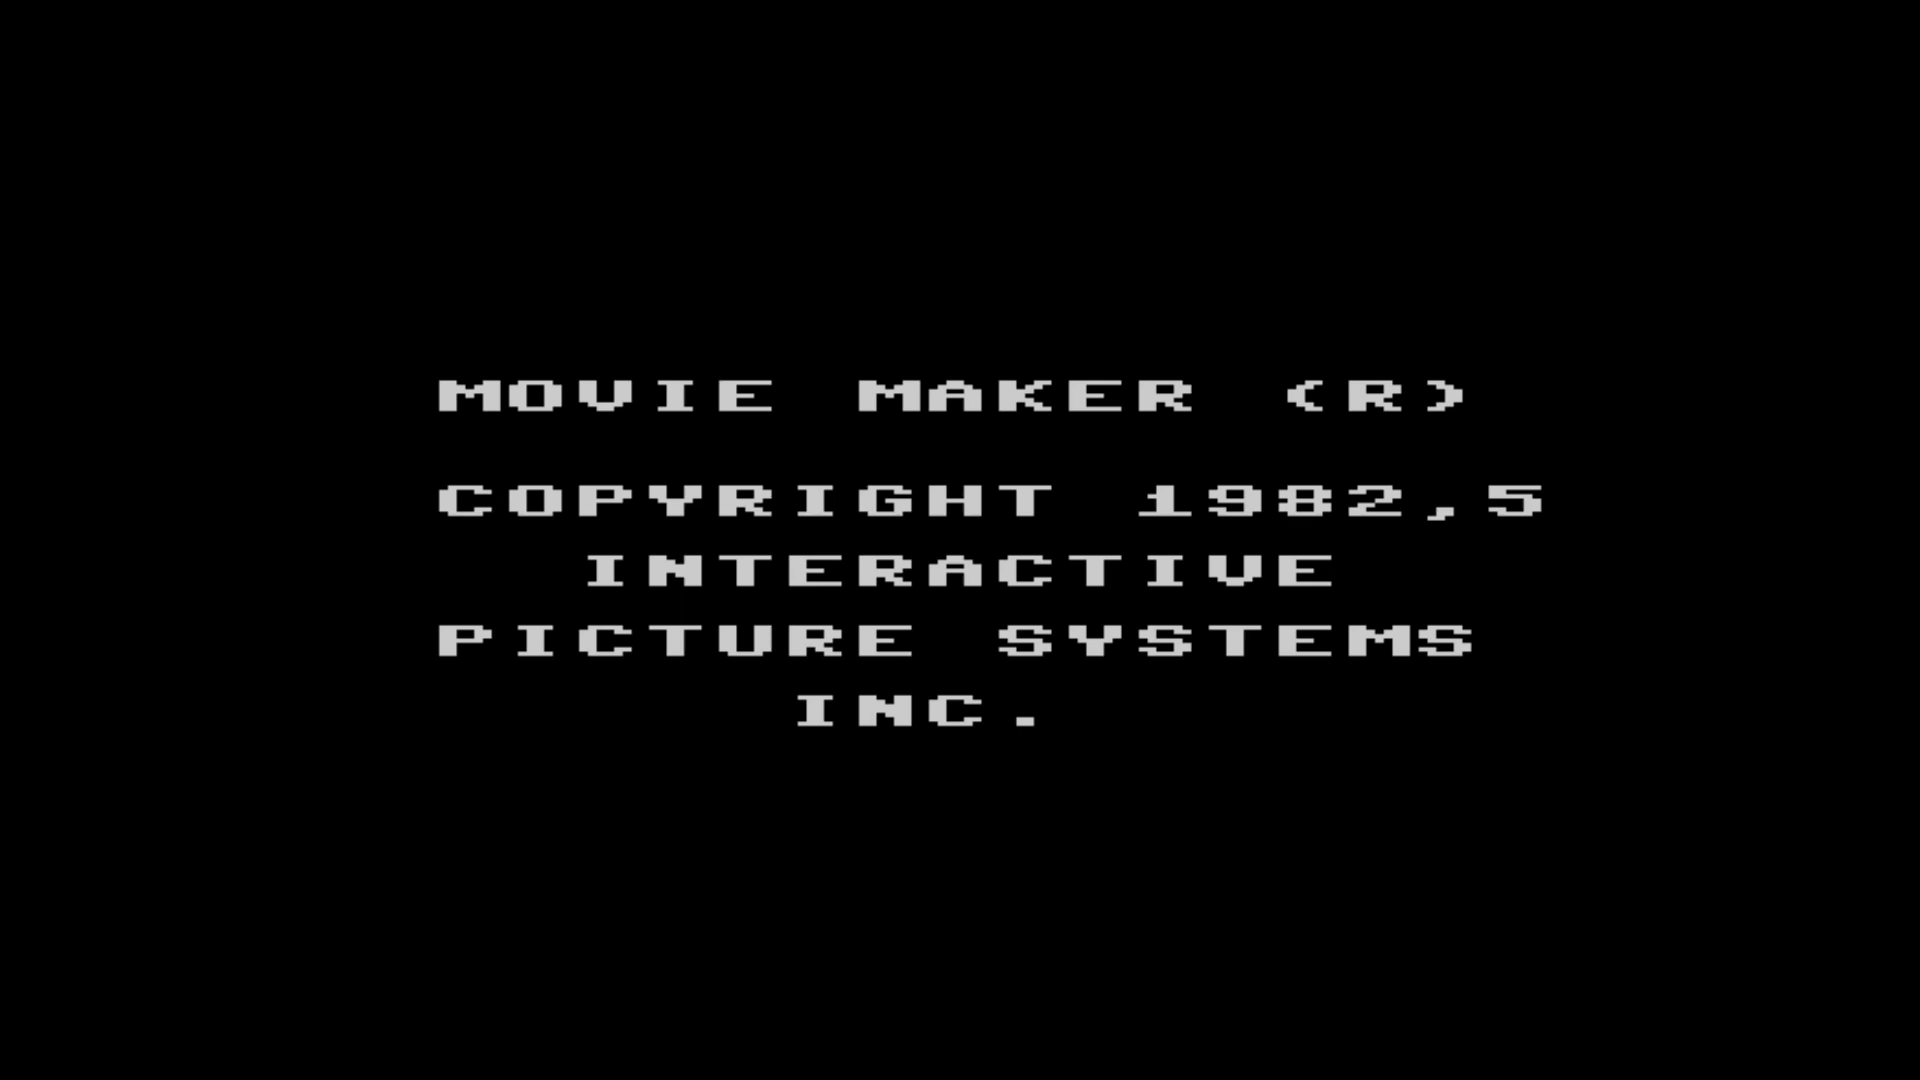 MOVIE MAKER (R)
COPYRIGHT 1982,5
INTERACTIVE
PICTURE SYSTEMS
INC.